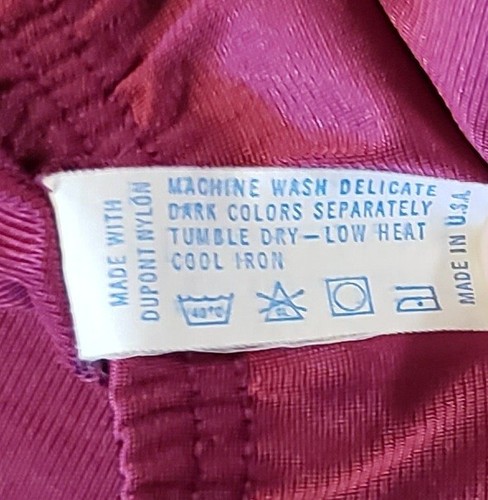 MADE WITH
DUPONT NYLON
MACHINE WASH DELICATE
DARK COLORS SEPARATELY
TUMBLE DRY—LOW HEAT
COOL IRON
40°C
CL
MADE IN U.S.A.